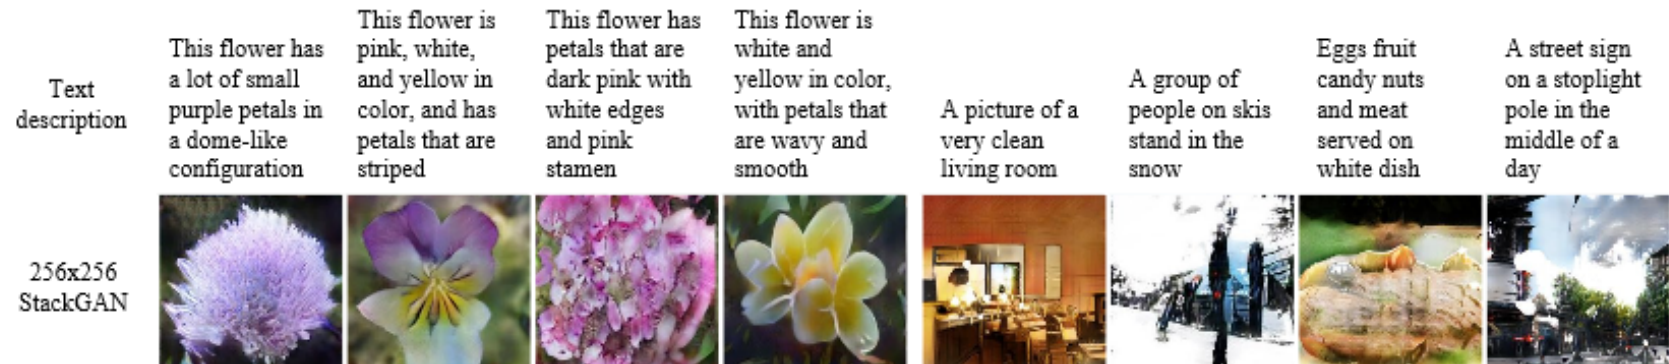 Text
description
This flower has
a lot of small
purple petals in
a dome-like
configuration
This flower is
pink, white,
and yellow in
color, and has
petals that are
striped
This flower has
petals that are
dark pink with
white edges
and pink
stamen
This flower is
white and
yellow in color,
with petals that
are wavy and
smooth
A picture of a
very clean
living room
A group of
people on skis
stand in the
snow
Eggs fruit
candy nuts
and meat
served on
white dish
A street sign
on a stoplight
pole in the
middle of a
day
256x256
StackGAN